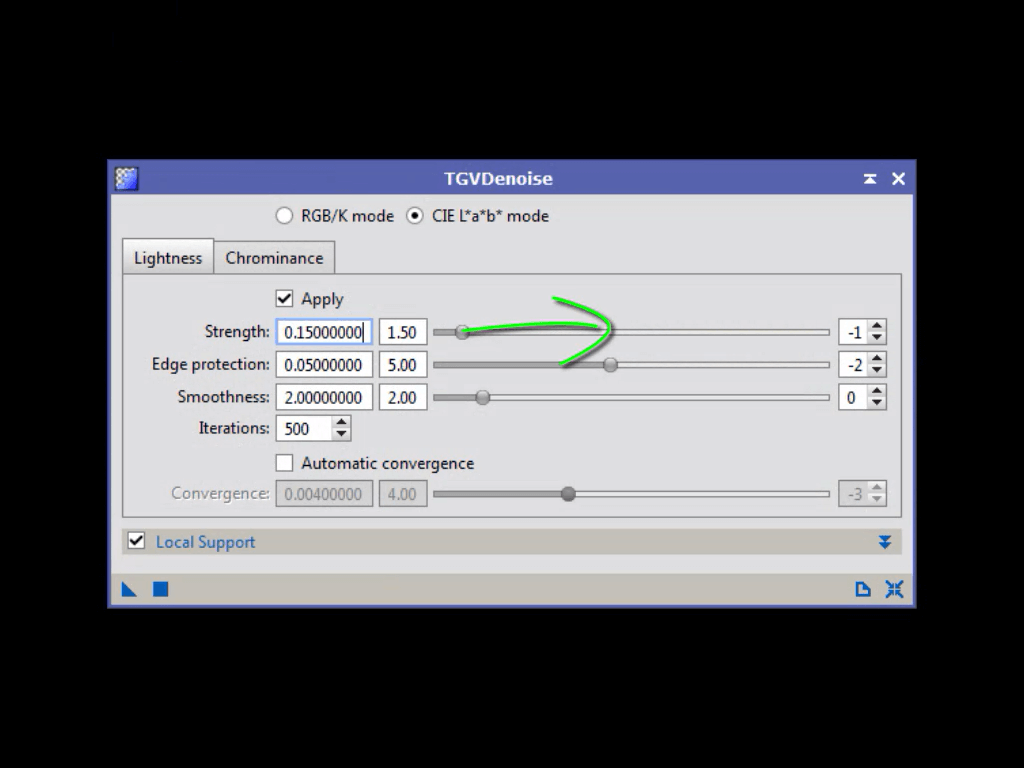 TGVDenoise
RGB/K mode CIE L*a*b* mode
Lightness Chrominance
Apply
Strength: 0.15000000 1.50 -1
Edge protection: 0.05000000 5.00 -2
Smoothness: 2.00000000 2.00 0
Iterations: 500
Automatic convergence
Convergence: 0.00400000 4.00 -3
Local Support